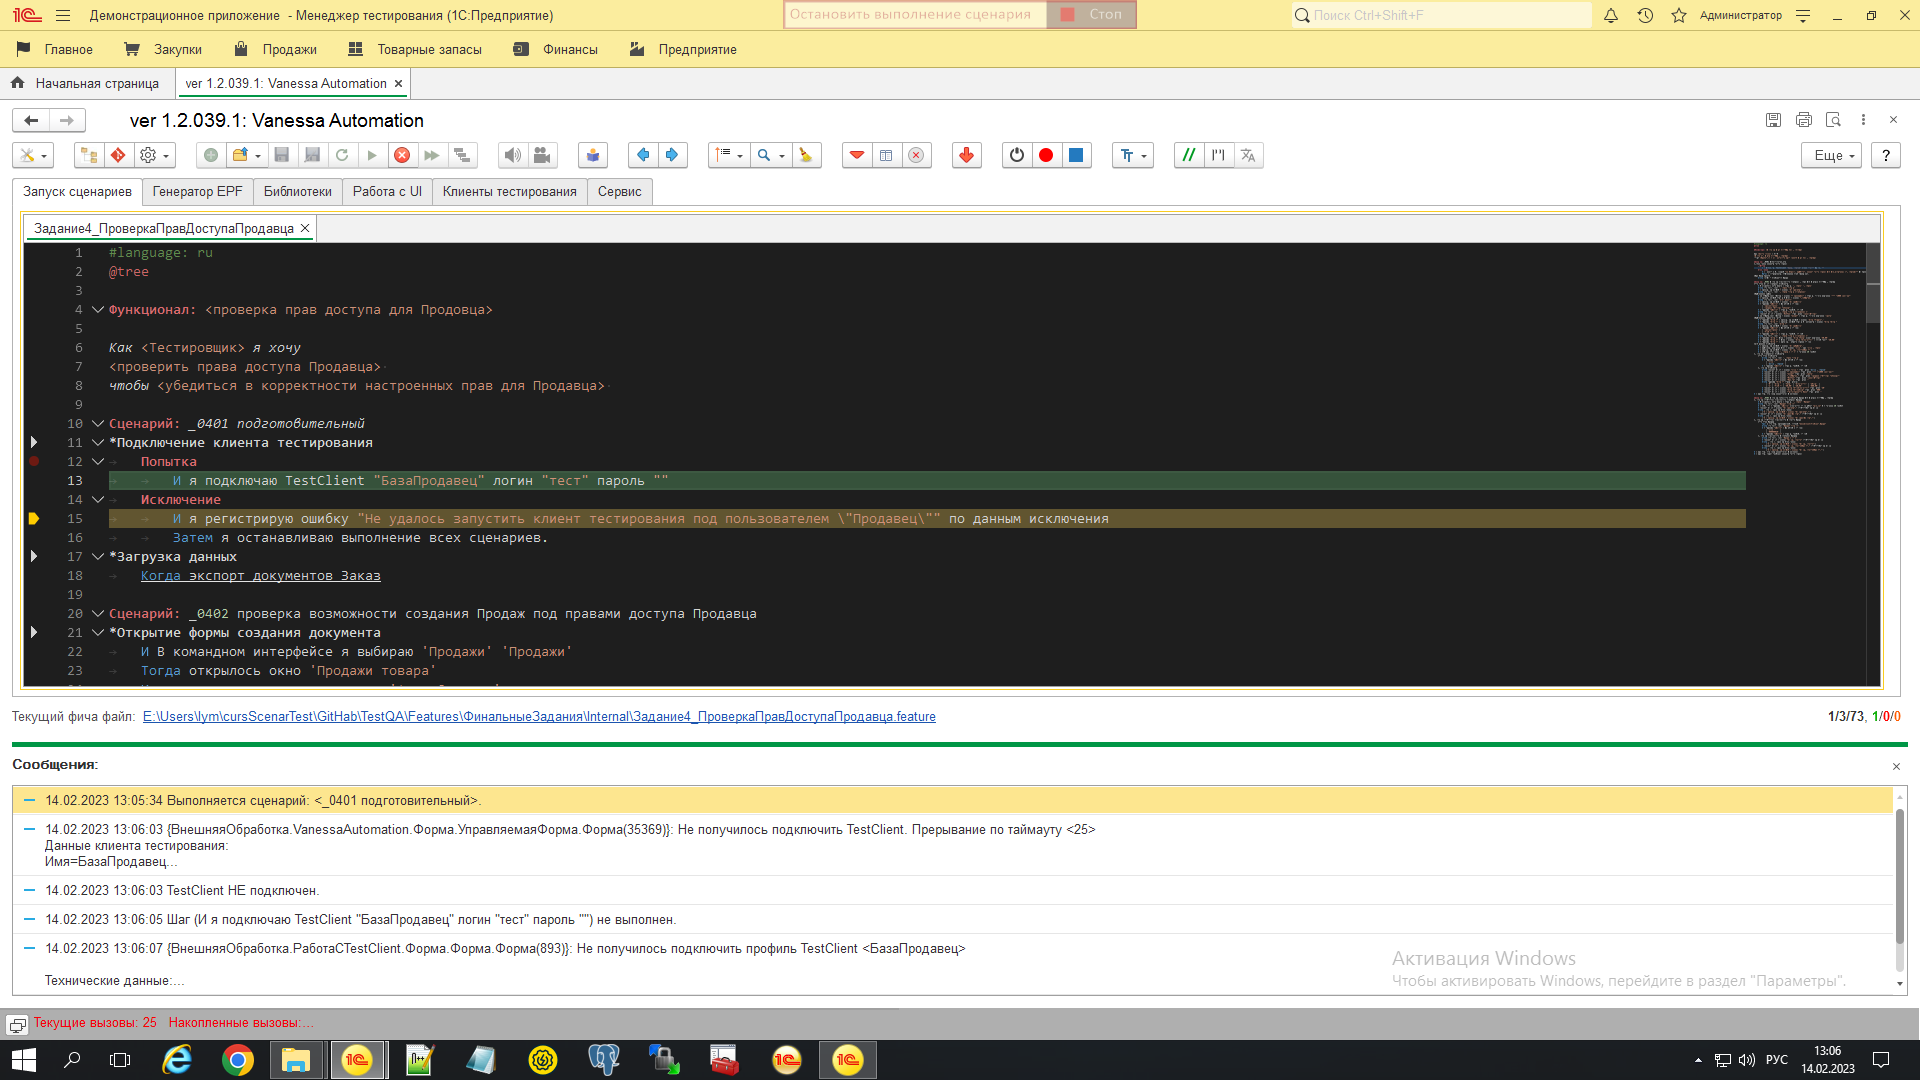 Демонстрационное приложение - Менеджер тестирования (1С:Предприятие)
Остановить выполнение сценария
Стоп
Поиск Ctrl+Shift+F
Администратор
Главное
Закупки
Продажи
Товарные запасы
Финансы
Предприятие
Начальная страница
ver 1.2.039.1: Vanessa Automation
ver 1.2.039.1: Vanessa Automation
Еще
?
Запуск сценариев
Генератор EPF
Библиотеки
Работа с UI
Клиенты тестирования
Сервис
Задание4_ПроверкаПравДоступаПродавца
1 #language: ru
2 @tree
3
4 Функционал: <проверка прав доступа для Продовца>
5
6 Как <Тестировщик> я хочу
7 <проверить права доступа Продавца>
8 чтобы <убедиться в корректности настроенных прав для Продавца>
9
10 Сценарий: _0401 подготовительный
11 *Подключение клиента тестирования
12 Попытка
13 И я подключаю TestClient "БазаПродавец" логин "тест" пароль ""
14 Исключение
15 И я регистрирую ошибку "Не удалось запустить клиент тестирования под пользователем \"Продавец\"" по данным исключения
16 Затем я останавливаю выполнение всех сценариев.
17 *Загрузка данных
18 Когда экспорт документов Заказ
19
20 Сценарий: _0402 проверка возможности создания Продаж под правами доступа Продавца
21 *Открытие формы создания документа
22 И В командном интерфейсе я выбираю 'Продажи' 'Продажи'
23 Тогда открылось окно 'Продажи товара'
Текущий фича файл: E:\Users\lym\cursScenarTest\GitHab\TestQA\Features\ФинальныеЗадания\Internal\Задание4_ПроверкаПравДоступаПродавца.feature
1/3/73, 1/0/0
Сообщения:
14.02.2023 13:05:34 Выполняется сценарий: <_0401 подготовительный>.
14.02.2023 13:06:03 {ВнешняяОбработка.VanessaAutomation.Форма.УправляемаяФорма.Форма(35369)}: Не получилось подключить TestClient. Прерывание по таймауту <25>
Данные клиента тестирования:
Имя=БазаПродавец...
14.02.2023 13:06:03 TestClient НЕ подключен.
14.02.2023 13:06:05 Шаг (И я подключаю TestClient "БазаПродавец" логин "тест" пароль "") не выполнен.
14.02.2023 13:06:07 {ВнешняяОбработка.РаботаСTestClient.Форма.Форма.Форма(893)}: Не получилось подключить профиль TestClient <БазаПродавец>
Технические данные:...
Активация Windows
Чтобы активировать Windows, перейдите в раздел "Параметры".
Текущие вызовы: 25 Накопленные вызовы:...
РУС
13:06
14.02.2023